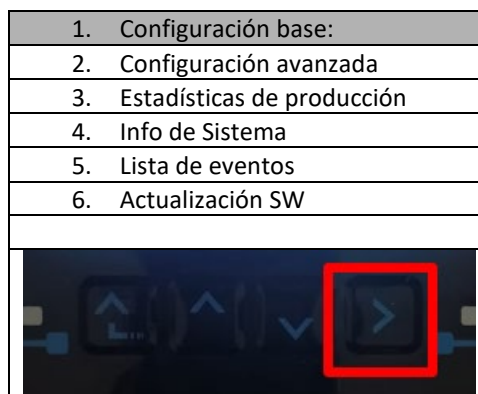 1. Configuración base:
2. Configuración avanzada
3. Estadísticas de producción
4. Info de Sistema
5. Lista de eventos
6. Actualización SW